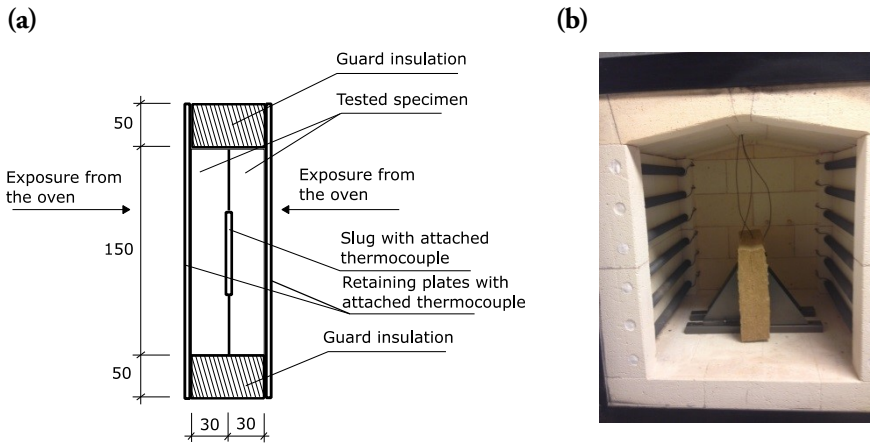 (a)
(b)
Guard insulation
Tested specimen
50
Exposure from
the oven
Exposure from
the oven
150
Slug with attached
thermocouple
Retaining plates with
attached thermocouple
Guard insulation
50
30
30